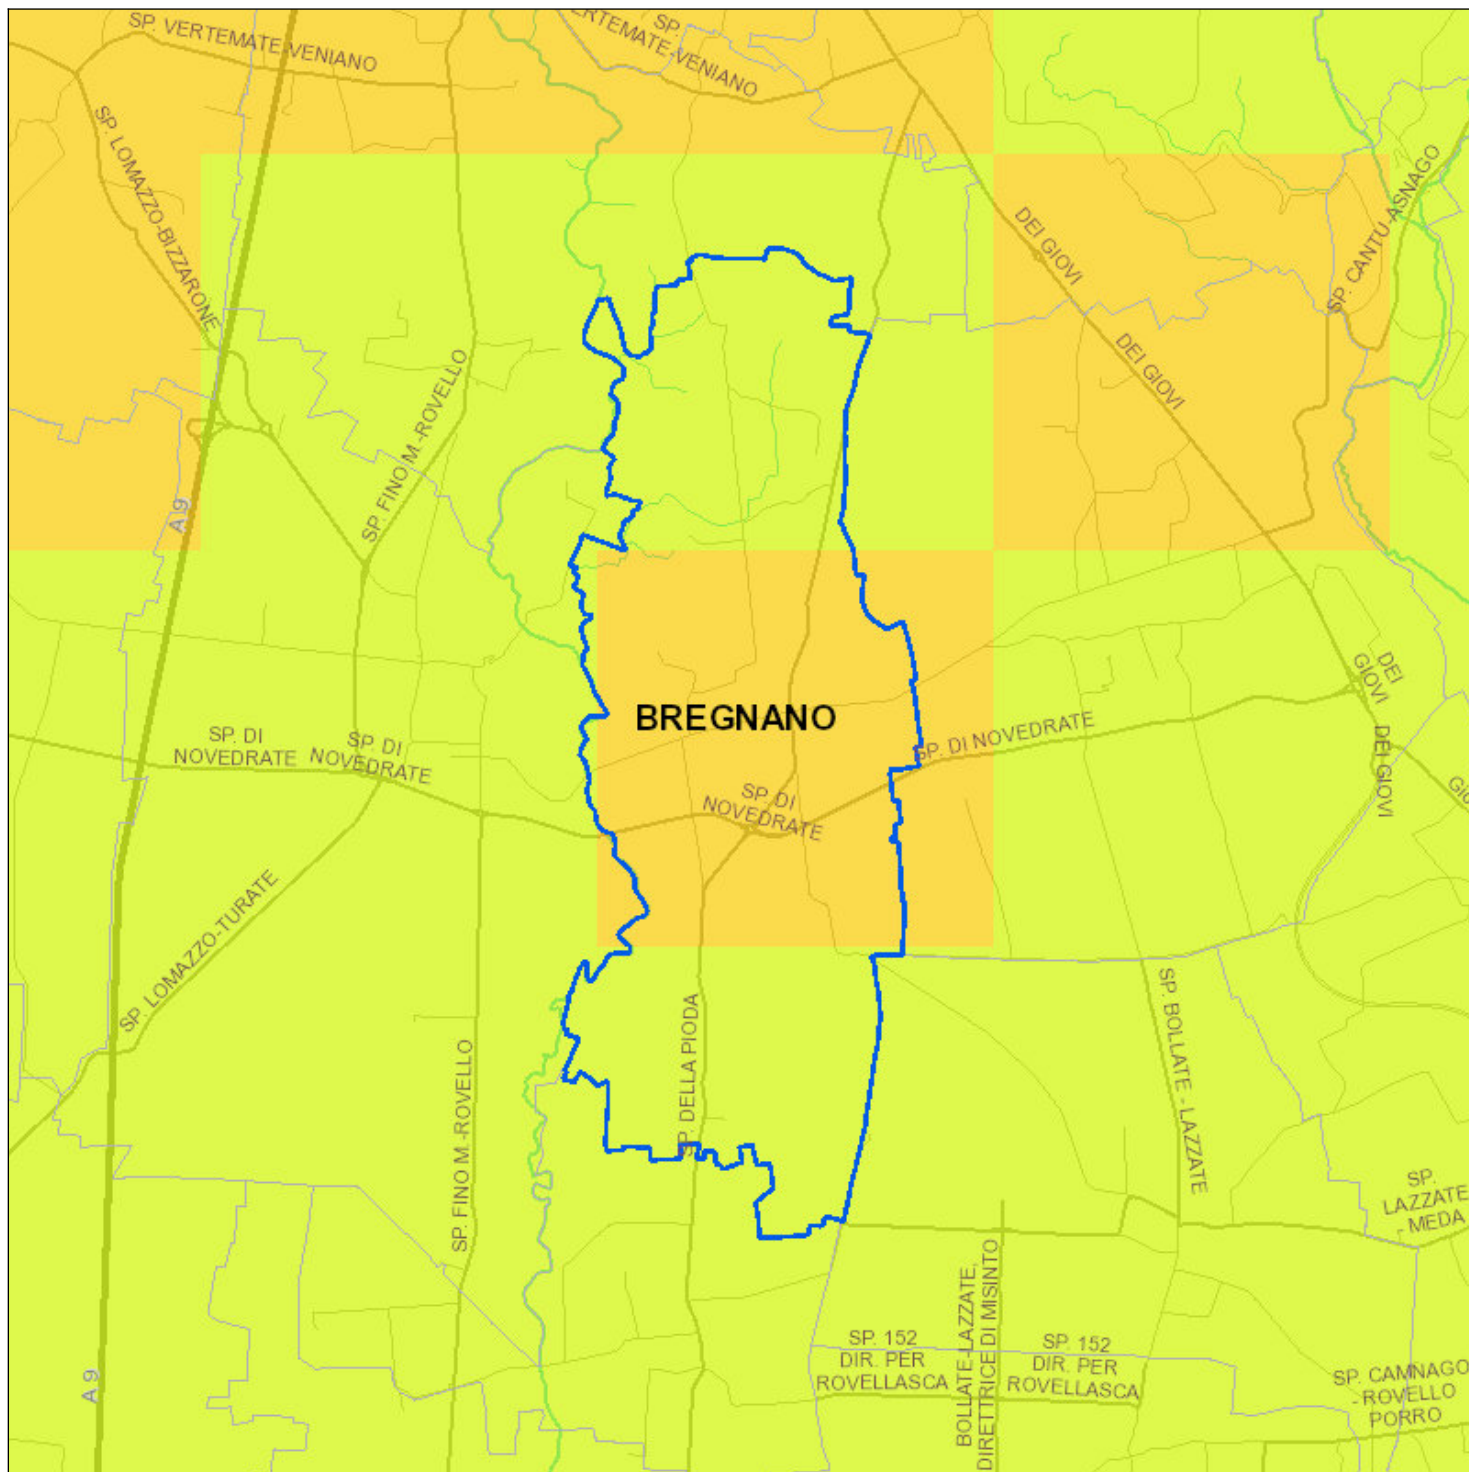 SP. VERTEMATE-VENIANO
SP.
VERTEMATE-VENIANO
SP. LOMAZZO-BIZZARONE
SP. CANTU-ASNAGO
DEI GIOVI
DEI GIOVI
SP. FINO M.-ROVELLO
A 9
DEI
GIOVI
BREGNANO
SP. DI
NOVEDRATE
SP. DI
NOVEDRATE
SP. DI NOVEDRATE
DEI GIOVI
SP. DI
NOVEDRATE
SP. LOMAZZO-TURATE
SP. DELLA PIODA
SP. BOLLATE - LAZZATE
SP. FINO M.-ROVELLO
SP.
LAZZATE
- MEDA
BOLLATE-LAZZATE,
DIRETTRICE DI MISINTO
SP. 152
DIR. PER
ROVELLASCA
SP. 152
DIR. PER
ROVELLASCA
A 9
SP. CAMNAGO
- ROVELLO
PORRO